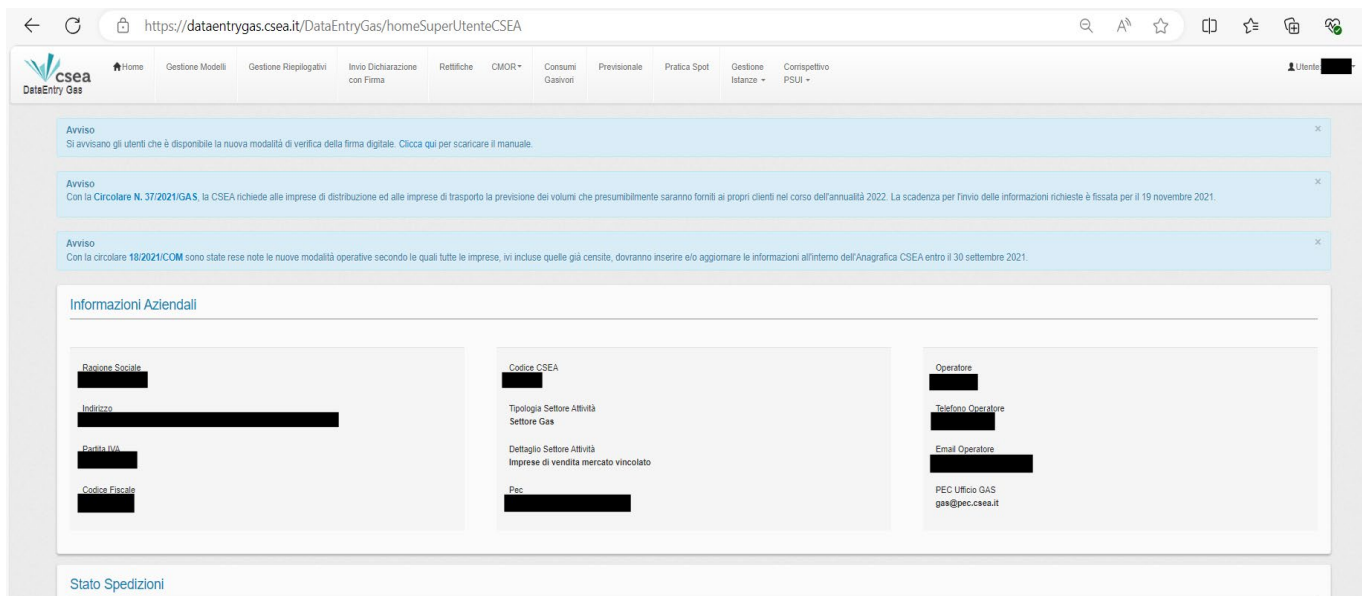 https://dataentrygas.csea.it/DataEntryGas/homeSuperUtenteCSEA
csea
DataEntry Gas
Home
Gestione Modelli
Gestione Riepilogativi
Invio Dichiarazione
con Firma
Rettifiche
CMOR
Consumi
Gasivori
Previsionale
Pratica Spot
Gestione
Istanze
Corrispettivo
PSUI
Utente:
Avviso
Si avvisano gli utenti che è disponibile la nuova modalità di verifica della firma digitale. Clicca qui per scaricare il manuale.
Avviso
Con la Circolare N. 37/2021/GAS, la CSEA richiede alle imprese di distribuzione ed alle imprese di trasporto la previsione dei volumi che presumibilmente saranno forniti ai propri clienti nel corso dell'annualità 2022. La scadenza per l'invio delle informazioni richieste è fissata per il 19 novembre 2021.
Avviso
Con la circolare 18/2021/COM sono state rese note le nuove modalità operative secondo le quali tutte le imprese, ivi incluse quelle già censite, dovranno inserire e/o aggiornare le informazioni all'interno dell'Anagrafica CSEA entro il 30 settembre 2021.
Informazioni Aziendali
Ragione Sociale
Indirizzo
Partita IVA
Codice Fiscale
Codice CSEA
Tipologia Settore Attività
Settore Gas
Dettaglio Settore Attività
Imprese di vendita mercato vincolato
Pec
Operatore
Telefono Operatore
Email Operatore
PEC Ufficio GAS
gas@pec.csea.it
Stato Spedizioni